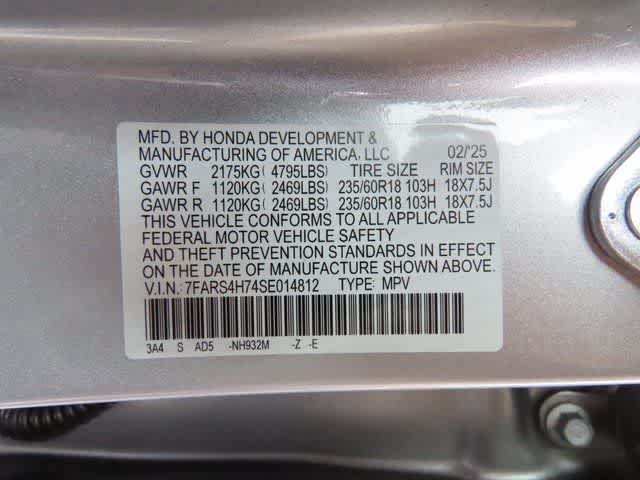 MFD. BY HONDA DEVELOPMENT &
MANUFACTURING OF AMERICA, LLC 02/'25
GVWR 2175KG( 4795LBS) TIRE SIZE RIM SIZE
GAWR F 1120KG( 2469LBS) 235/60R18 103H 18X7.5J
GAWR R 1120KG( 2469LBS) 235/60R18 103H 18X7.5J
THIS VEHICLE CONFORMS TO ALL APPLICABLE
FEDERAL MOTOR VEHICLE SAFETY
AND THEFT PREVENTION STANDARDS IN EFFECT
ON THE DATE OF MANUFACTURE SHOWN ABOVE.
V.I.N.: 7FARS4H74SE014812 TYPE: MPV
3A4 S AD5 -NH932M -Z -E